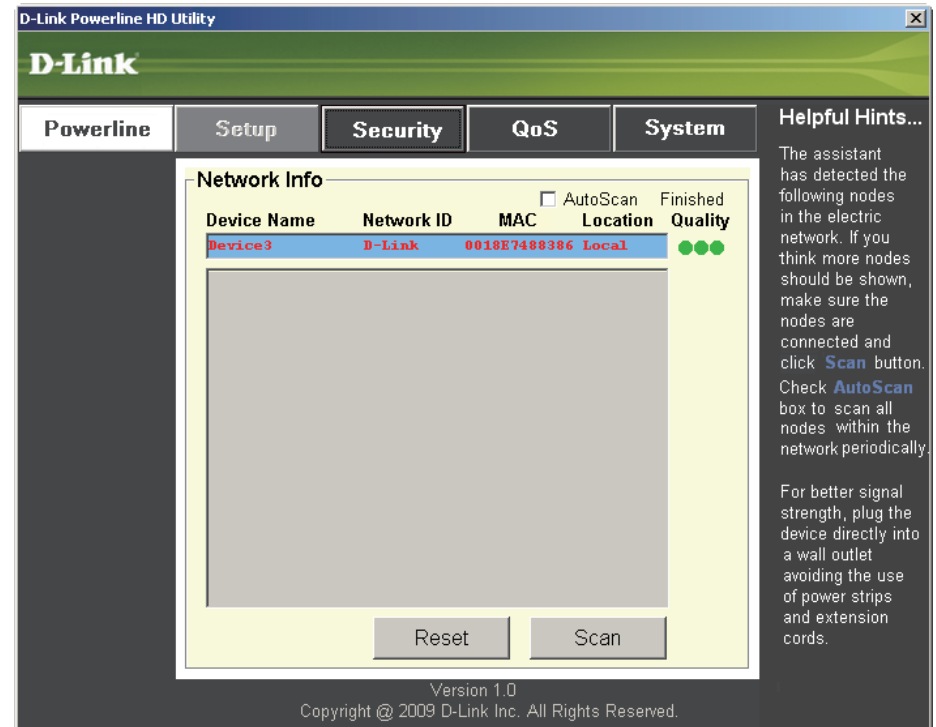 D-Link Powerline HD Utility
D-Link
Powerline Setup Security QoS System
Network Info
AutoScan Finished
Device Name Network ID MAC Location Quality
Device3 D-Link 0018E7488386 Local
Reset Scan
Helpful Hints...
The assistant
has detected the
following nodes
in the electric
network. If you
think more nodes
should be shown,
make sure the
nodes are
connected and
click Scan button.
Check AutoScan
box to scan all
nodes within the
network periodically.
For better signal
strength, plug the
device directly into
a wall outlet
avoiding the use
of power strips
and extension
cords.
Version 1.0
Copyright @ 2009 D-Link Inc. All Rights Reserved.